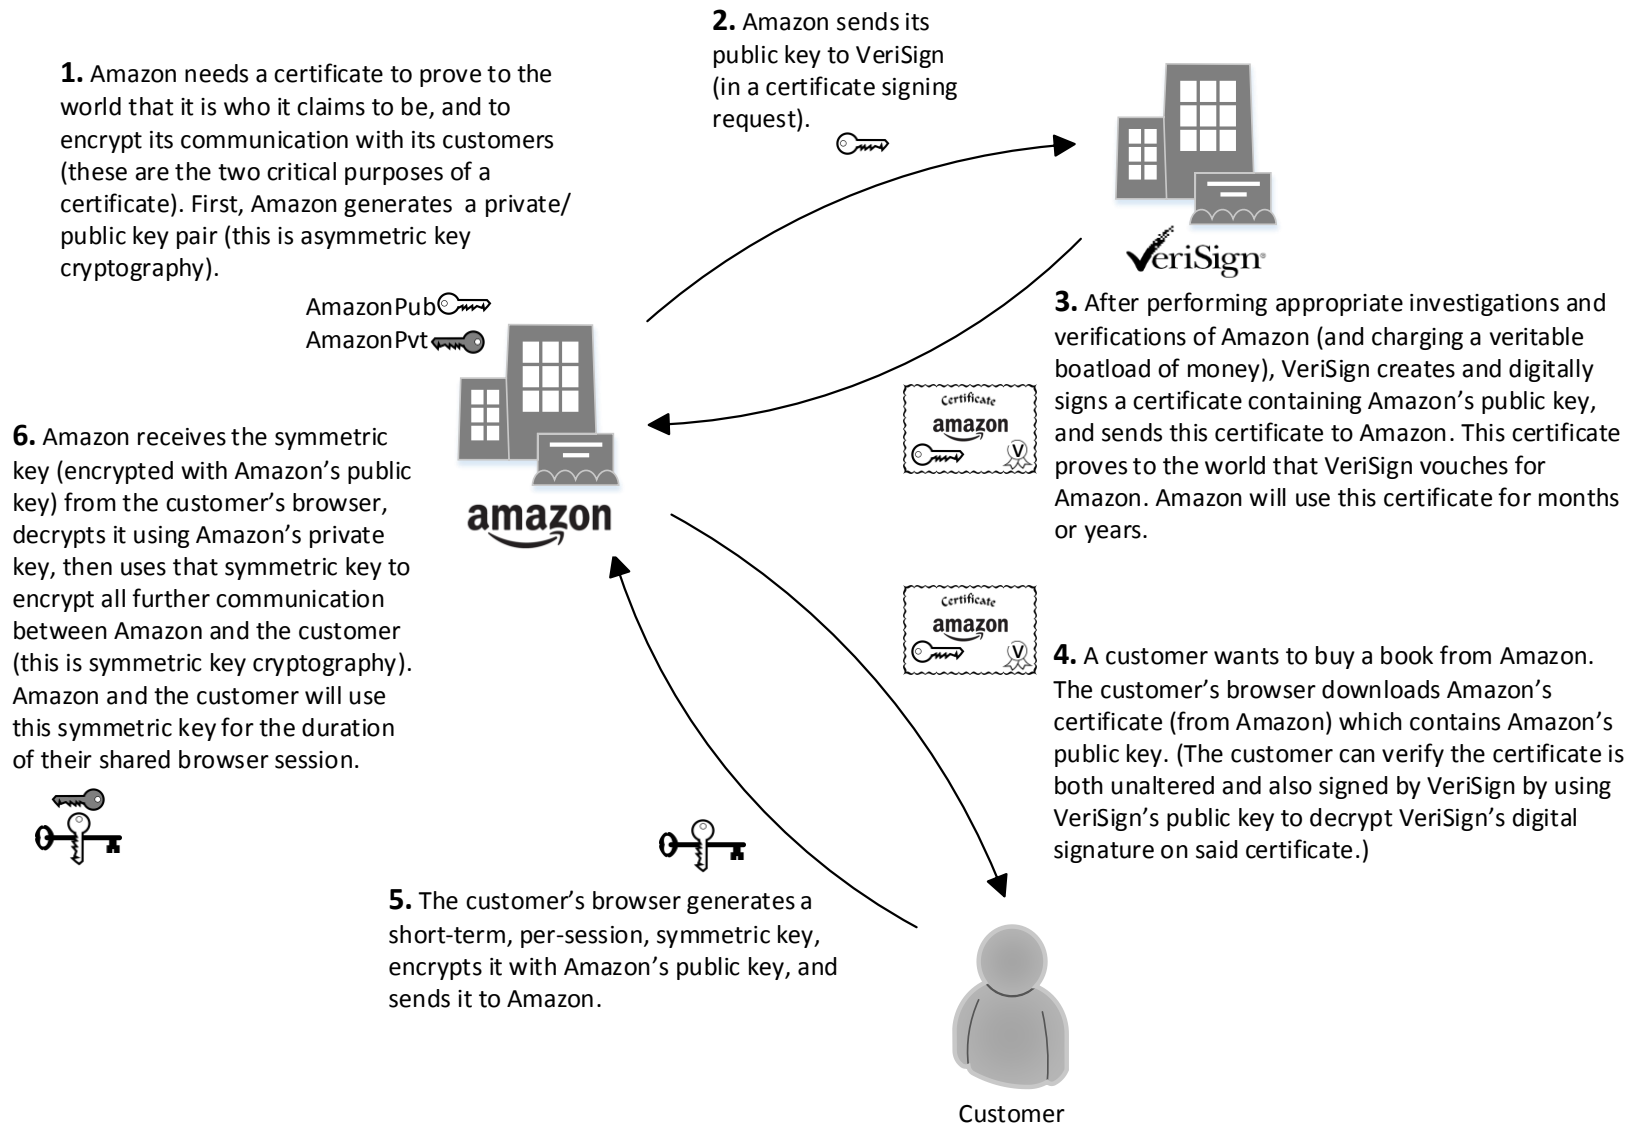 1. Amazon needs a certificate to prove to the
world that it is who it claims to be, and to
encrypt its communication with its customers
(these are the two critical purposes of a
certificate). First, Amazon generates a private/
public key pair (this is asymmetric key
cryptography).
AmazonPub
AmazonPvt
amazon
2. Amazon sends its
public key to VeriSign
(in a certificate signing
request).
VeriSign®
3. After performing appropriate investigations and
verifications of Amazon (and charging a veritable
boatload of money), VeriSign creates and digitally
signs a certificate containing Amazon's public key,
and sends this certificate to Amazon. This certificate
proves to the world that VeriSign vouches for
Amazon. Amazon will use this certificate for months
or years.
Certificate
amazon
V
Certificate
amazon
V
4. A customer wants to buy a book from Amazon.
The customer's browser downloads Amazon's
certificate (from Amazon) which contains Amazon's
public key. (The customer can verify the certificate is
both unaltered and also signed by VeriSign by using
VeriSign's public key to decrypt VeriSign's digital
signature on said certificate.)
5. The customer's browser generates a
short-term, per-session, symmetric key,
encrypts it with Amazon's public key, and
sends it to Amazon.
Customer
6. Amazon receives the symmetric
key (encrypted with Amazon's public
key) from the customer's browser,
decrypts it using Amazon's private
key, then uses that symmetric key to
encrypt all further communication
between Amazon and the customer
(this is symmetric key cryptography).
Amazon and the customer will use
this symmetric key for the duration
of their shared browser session.